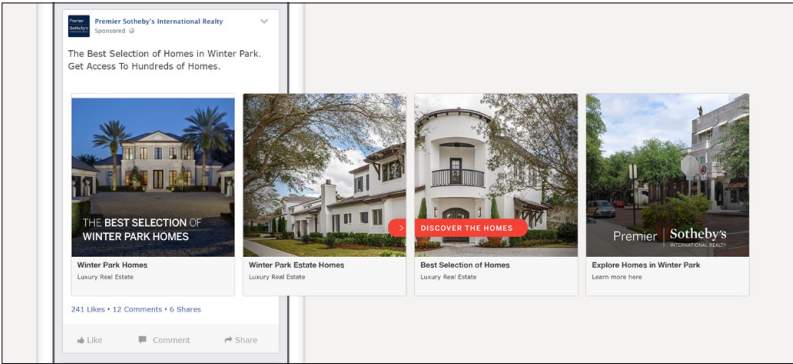 Premier
Sotheby's
Premier Sotheby's International Realty
Sponsored
The Best Selection of Homes in Winter Park.
Get Access To Hundreds of Homes.
THE BEST SELECTION OF
WINTER PARK HOMES
> DISCOVER THE HOMES
Premier | Sotheby's
INTERNATIONAL REALTY
Winter Park Homes
Luxury Real Estate
Winter Park Estate Homes
Luxury Real Estate
Best Selection of Homes
Luxury Real Estate
Explore Homes in Winter Park
Learn more here
241 Likes • 12 Comments • 6 Shares
Like Comment Share